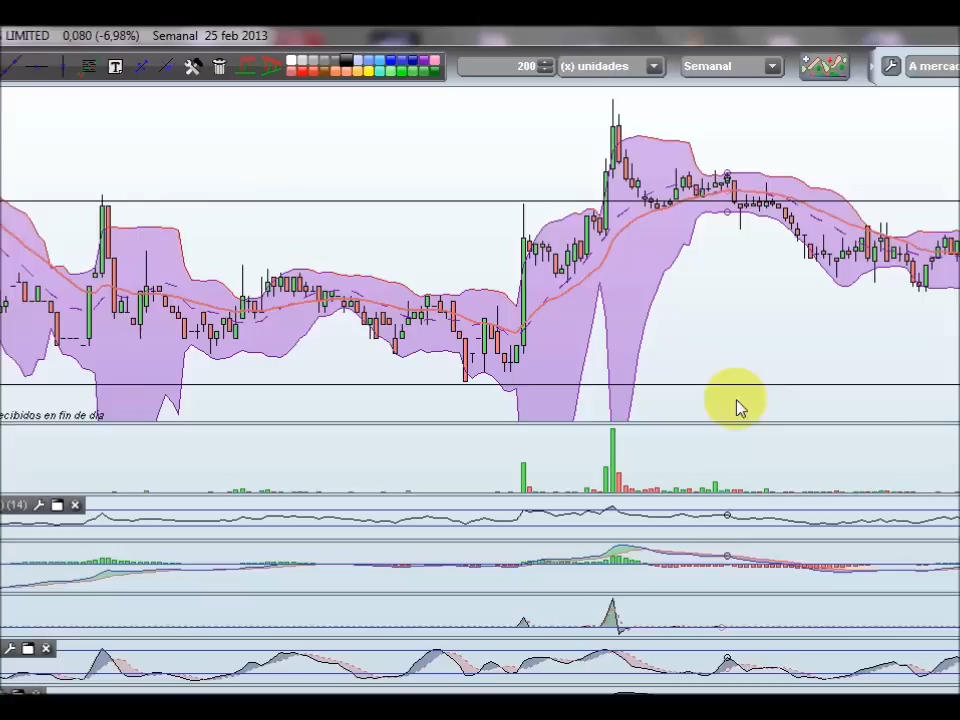 LIMITED 0,080 (-6,98%) Semanal 25 feb 2013
T 200 (x) unidades Semanal A mercad
ecibidos en fin de día
) (14)